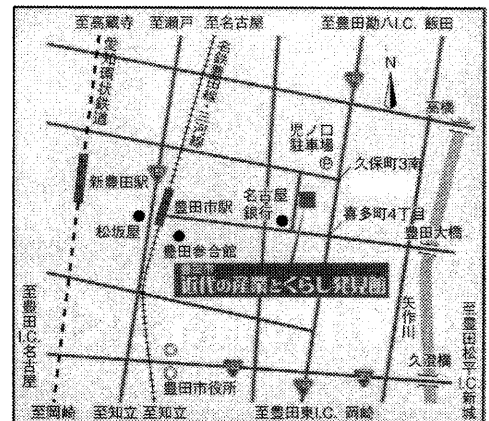 至高蔵寺
至瀬戸
至名古屋
至豊田勘八I.C. 飯田
愛知環状鉄道
名鉄豊田線・三河線
N
高橋
児ノ口
駐車場
P
久保町3南
新豊田駅
豊田市駅
名古屋
銀行
喜多町4丁目
松坂屋
豊田参合館
豊田大橋
近代の産業とくらし発見館
至豊田I.C.名古屋
矢作川
至豊田松平I.C.新城
久澄橋
豊田市役所
至岡崎
至知立
至知立
至豊田東I.C. 岡崎